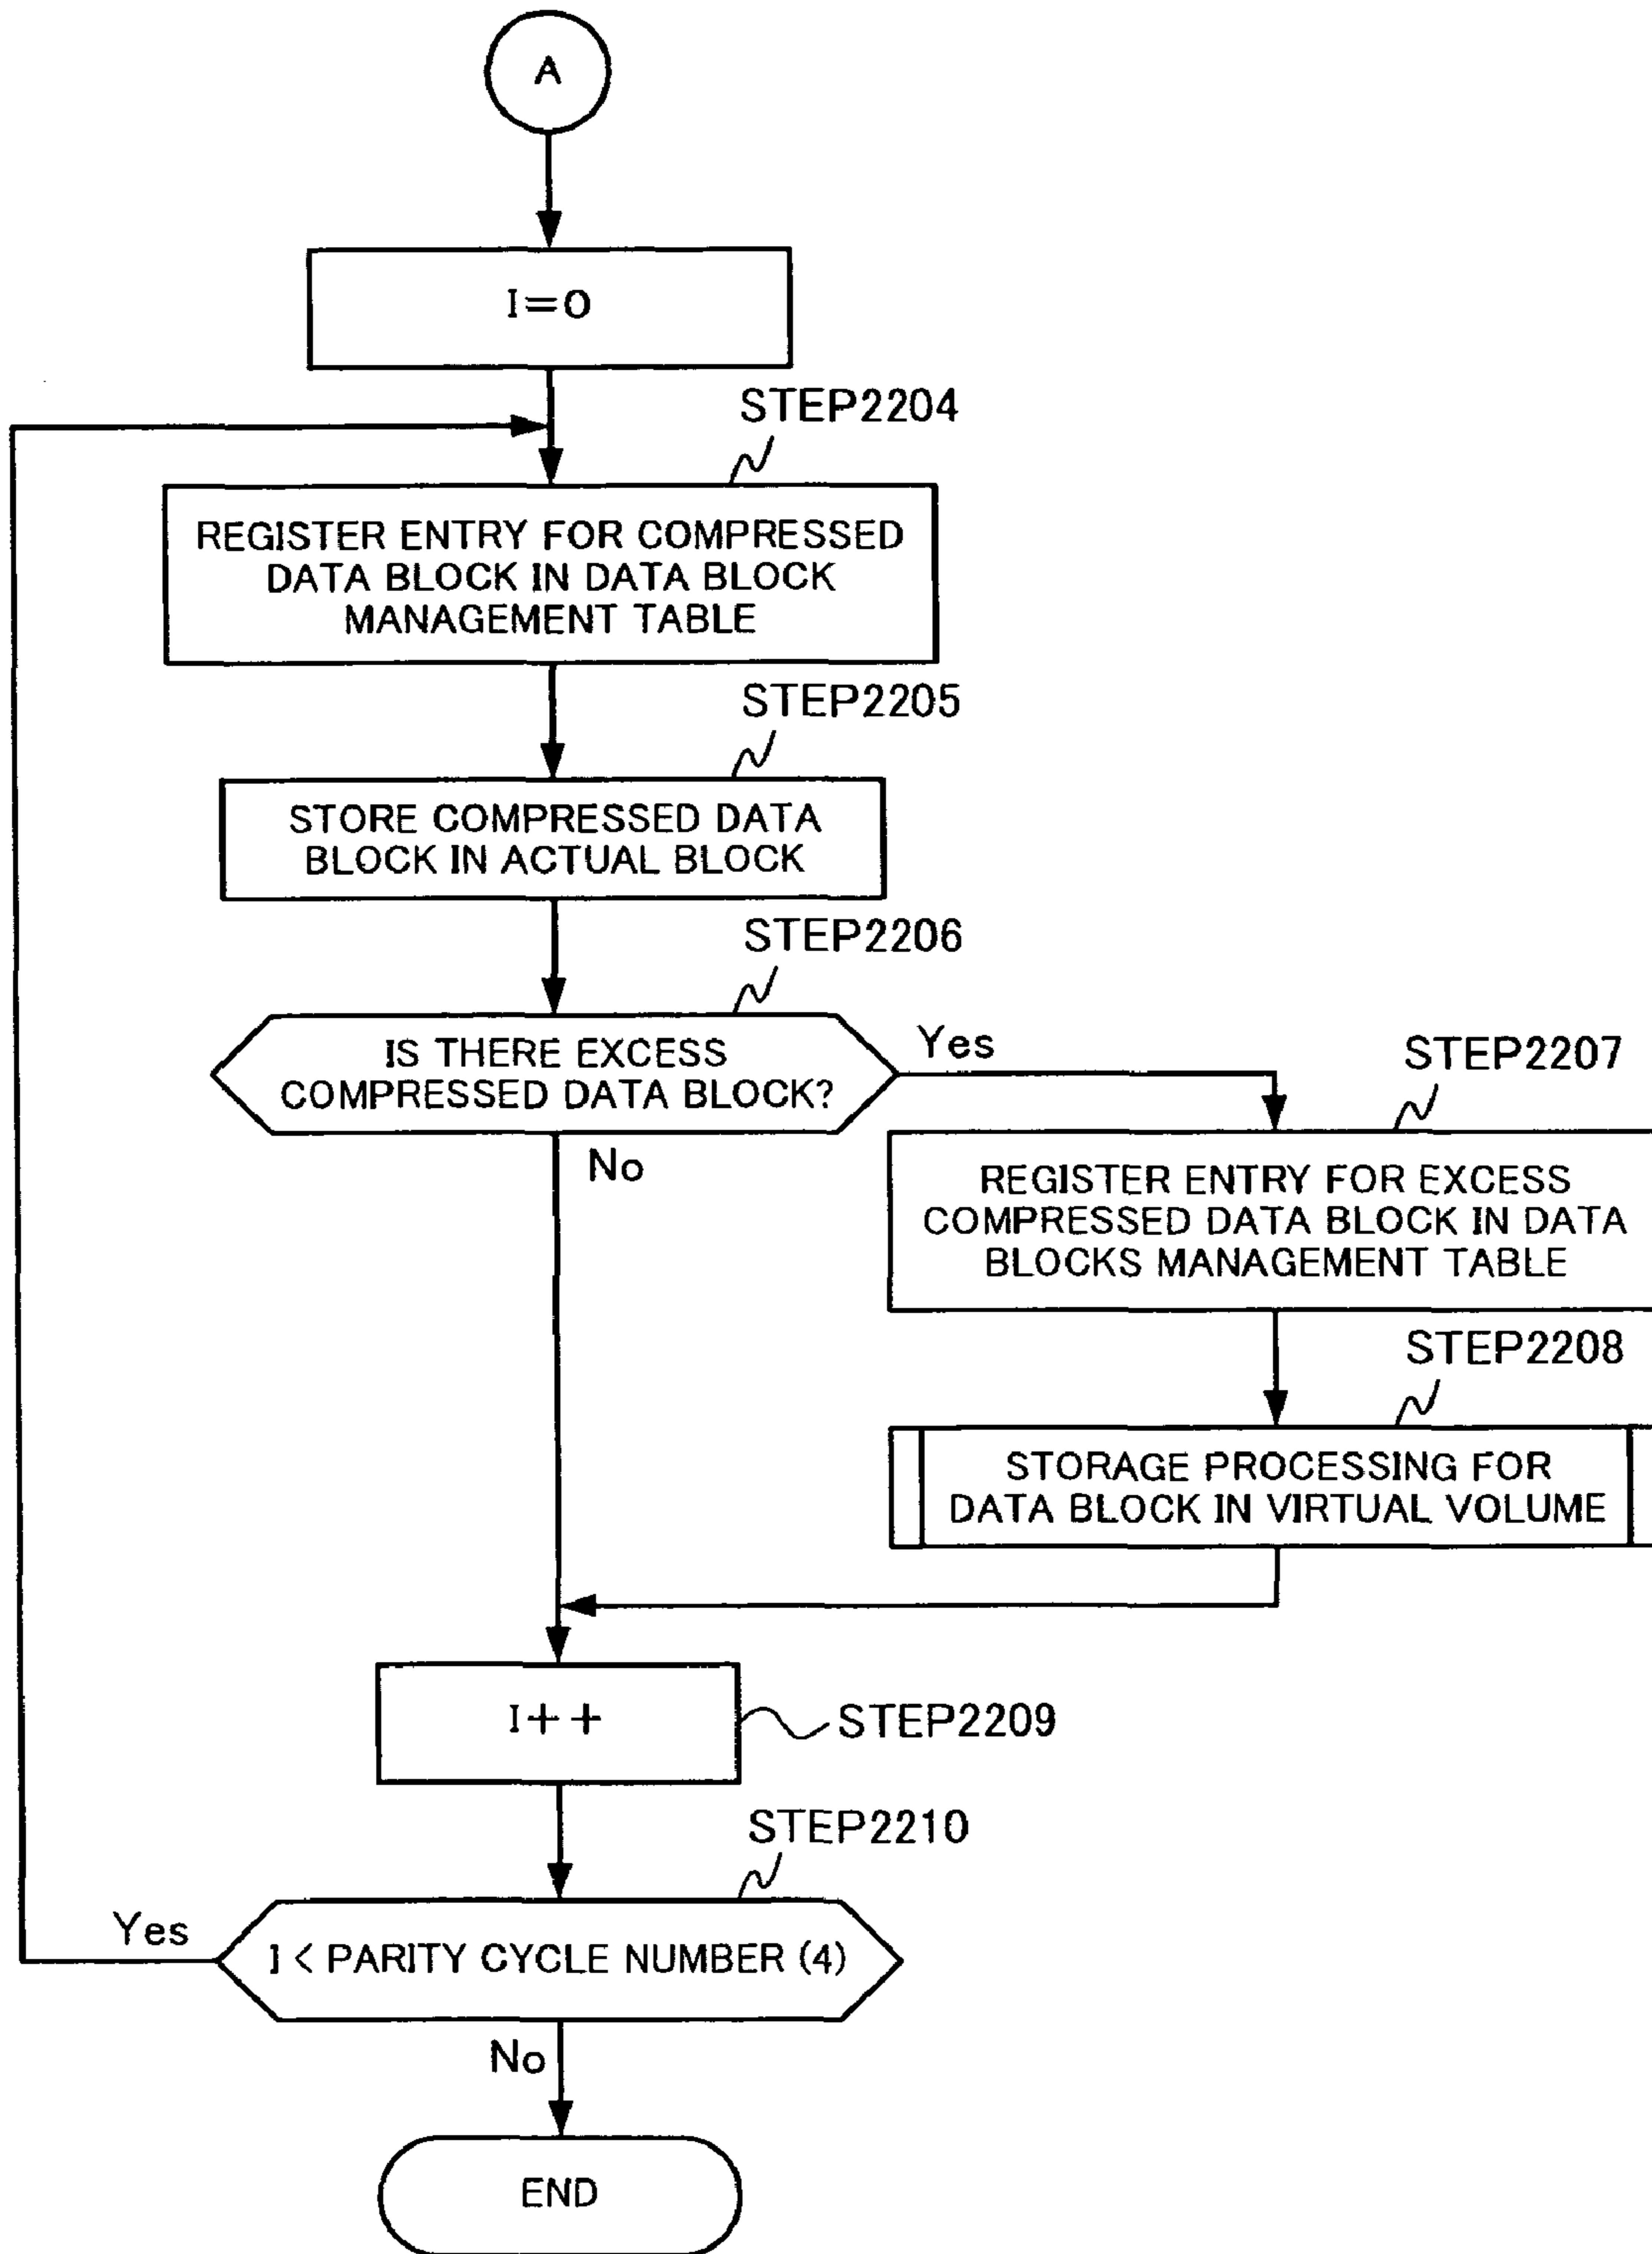 A
I=0
STEP2204
REGISTER ENTRY FOR COMPRESSED
DATA BLOCK IN DATA BLOCK
MANAGEMENT TABLE
STEP2205
STORE COMPRESSED DATA
BLOCK IN ACTUAL BLOCK
STEP2206
IS THERE EXCESS
COMPRESSED DATA BLOCK?
Yes
No
STEP2207
REGISTER ENTRY FOR EXCESS
COMPRESSED DATA BLOCK IN DATA
BLOCKS MANAGEMENT TABLE
STEP2208
STORAGE PROCESSING FOR
DATA BLOCK IN VIRTUAL VOLUME
I++
STEP2209
STEP2210
Yes
I < PARITY CYCLE NUMBER (4)
No
END